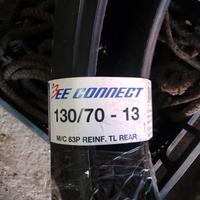 EE CONNECT
130/70 - 13
M/C 63P REINF. TL REAR